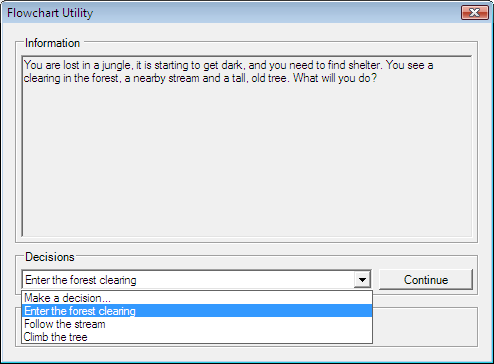 Flowchart Utility
Information
You are lost in a jungle, it is starting to get dark, and you need to find shelter. You see a
clearing in the forest, a nearby stream and a tall, old tree. What will you do?
Decisions
Enter the forest clearing
Continue
Make a decision...
Enter the forest clearing
Follow the stream
Climb the tree